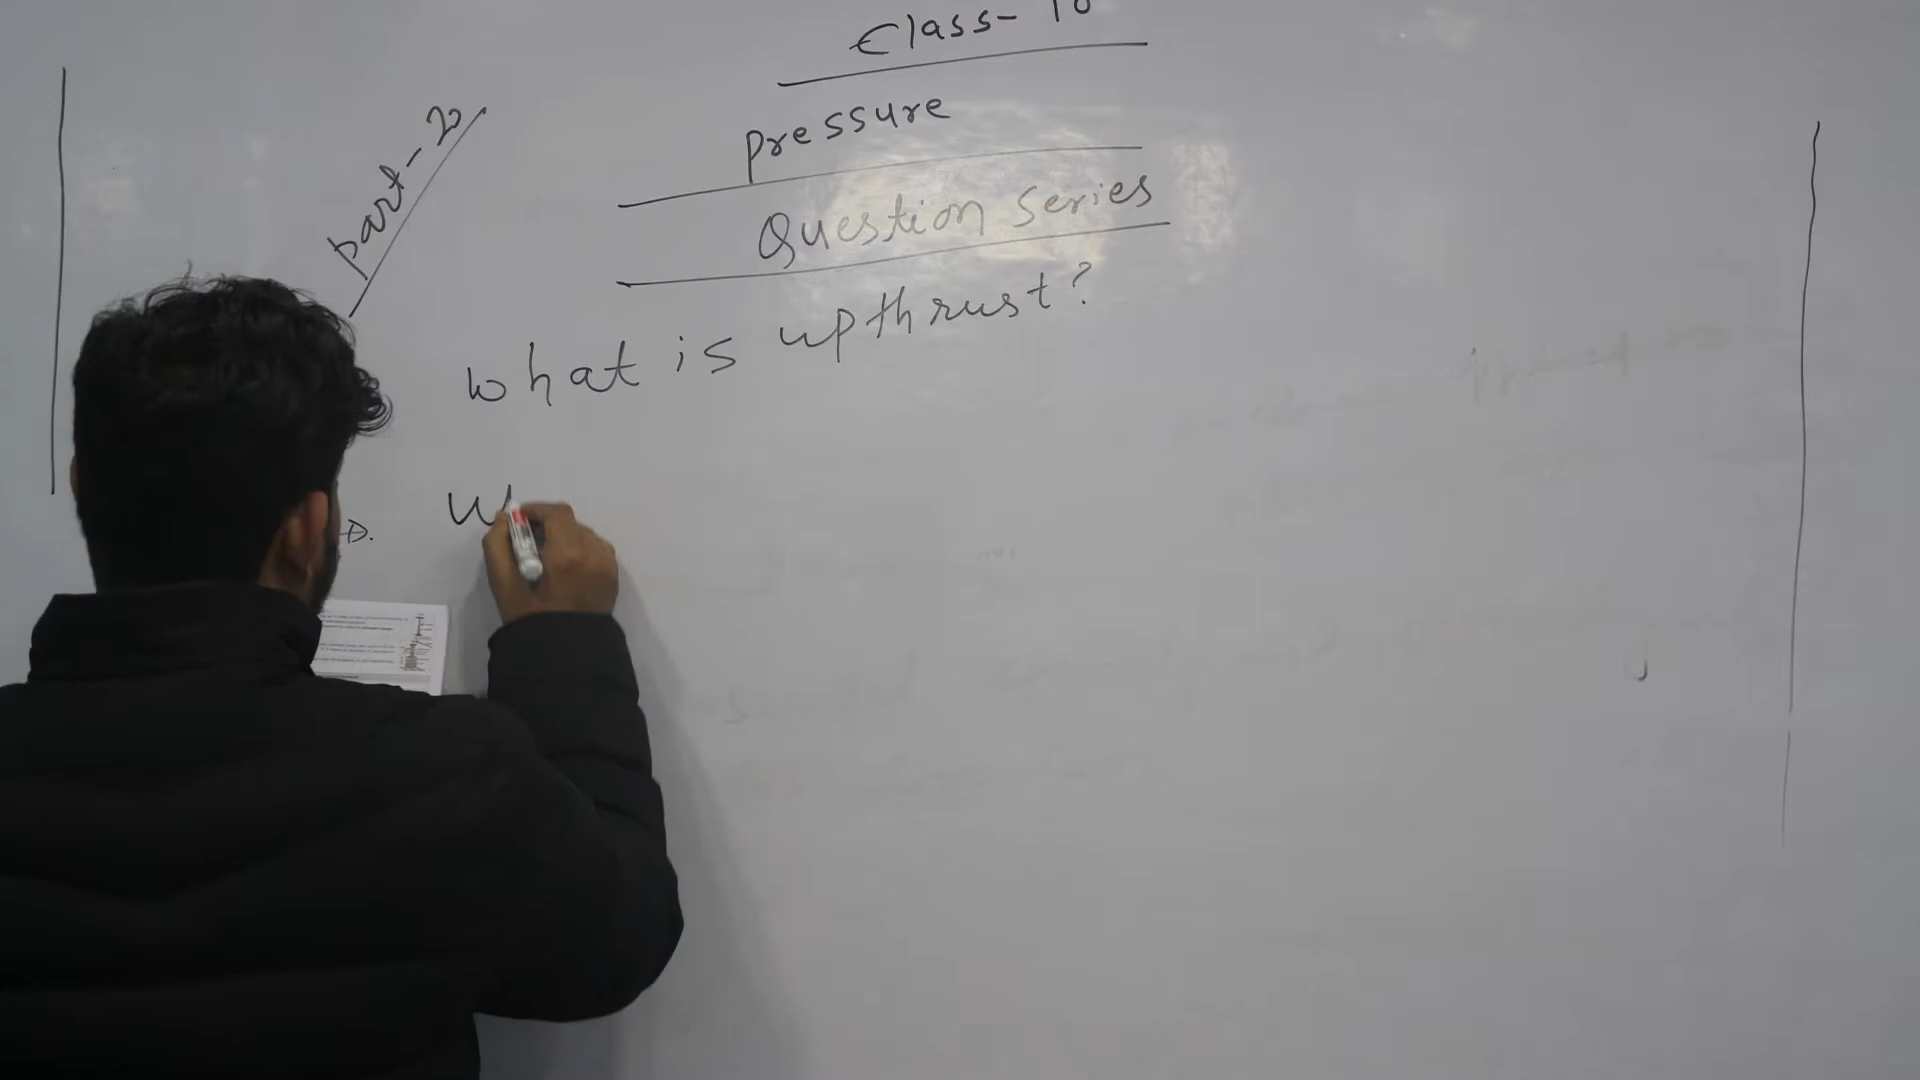 Class- 10
pressure
Question series
part-2
what is upthrust?